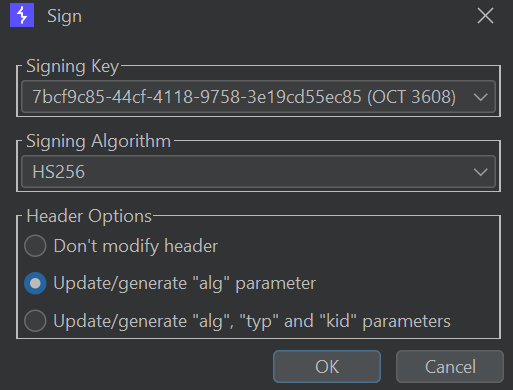 Sign
Signing Key
7bcf9c85-44cf-4118-9758-3e19cd55ec85 (OCT 3608)
Signing Algorithm
HS256
Header Options
Don't modify header
Update/generate "alg" parameter
Update/generate "alg", "typ" and "kid" parameters
OK Cancel